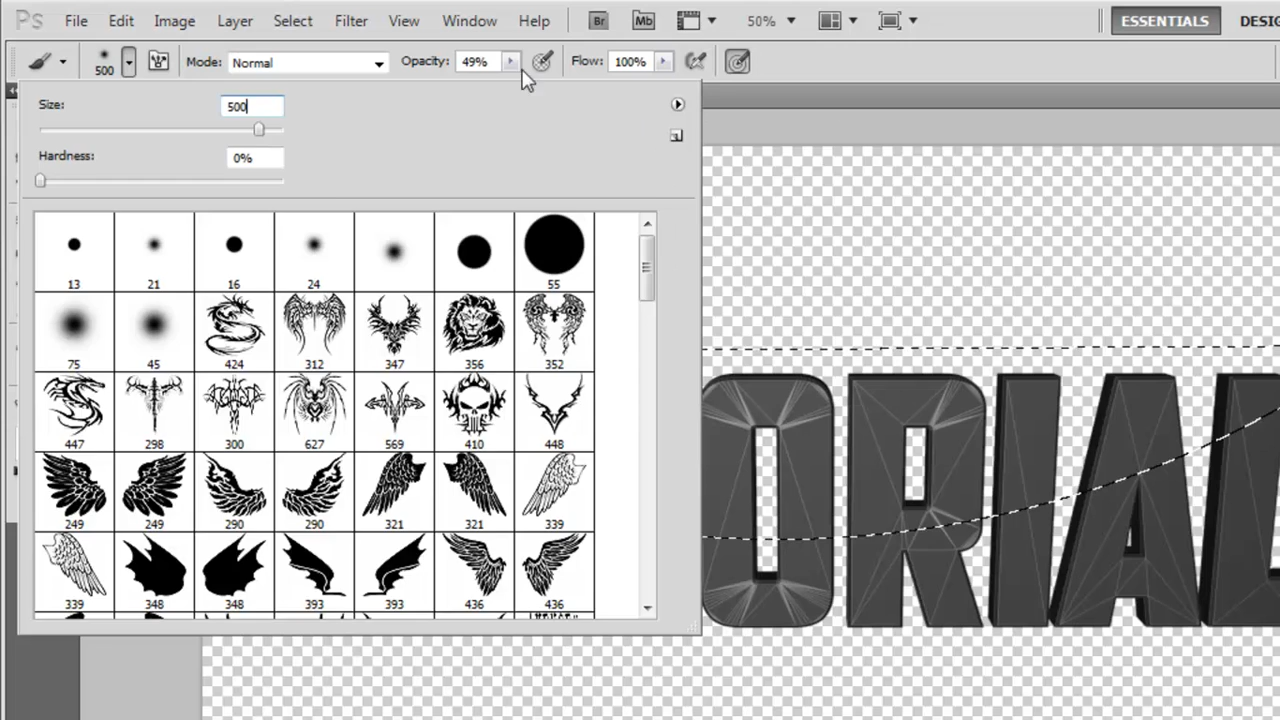 Ps File Edit Image Layer Select Filter Analysis View Window Help Br Mb 50% ESSENTIALS DESIG
500 Mode: Normal Opacity: 49% Flow: 100%
Size: 500
Hardness: 0%
13 21 16 24 55
75 45 424 312 347 356 352
447 298 300 627 569 410 448
249 249 290 290 321 321 339
339 348 348 393 393 436 436
ORIAL